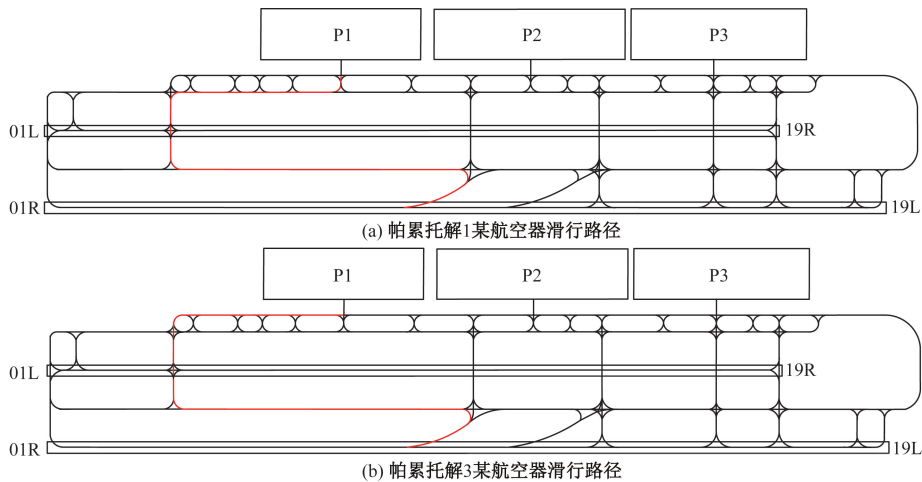 P1 P2 P3
01L 19R
01R 19L
(a) 帕累托解1某航空器滑行路径
P1 P2 P3
01L 19R
01R 19L
(b) 帕累托解3某航空器滑行路径